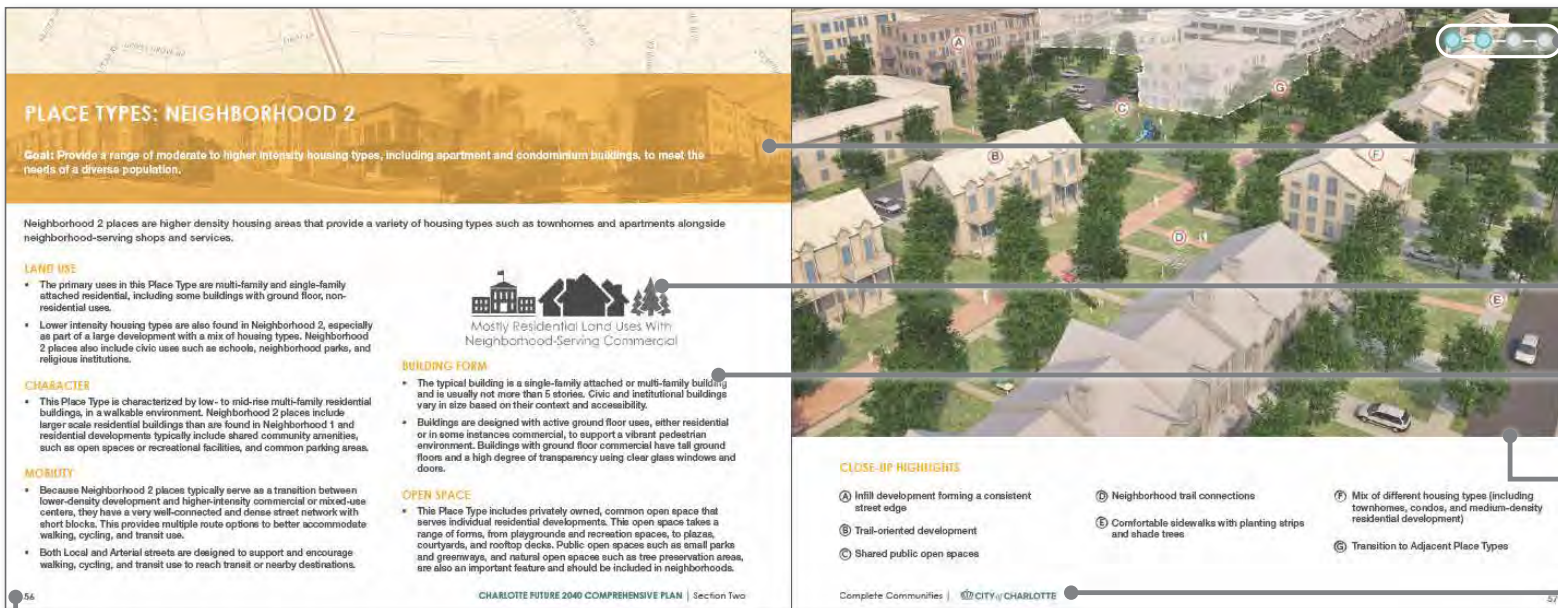 PLACE TYPES: NEIGHBORHOOD 2
Goal: Provide a range of moderate to higher intensity housing types, including apartment and condominium buildings, to meet the
needs of a diverse population.
Neighborhood 2 places are higher density housing areas that provide a variety of housing types such as townhomes and apartments alongside
neighborhood-serving shops and services.
LAND USE
• The primary uses in this Place Type are multi-family and single-family
attached residential, including some buildings with ground floor, non-
residential uses.
• Lower intensity housing types are also found in Neighborhood 2, especially
as part of a large development with a mix of housing types. Neighborhood
2 places also include civic uses such as schools, neighborhood parks, and
religious institutions.
CHARACTER
• This Place Type is characterized by low- to mid-rise multi-family residential
buildings, in a walkable environment. Neighborhood 2 places include
larger scale residential buildings than are found in Neighborhood 1 and
residential developments typically include shared community amenities,
such as open spaces or recreational facilities, and common parking areas.
MOBILITY
• Because Neighborhood 2 places typically serve as a transition between
lower-density development and higher-intensity commercial or mixed-use
centers, they have a very well-connected and dense street network with
short blocks. This provides multiple route options to better accommodate
walking, cycling, and transit use.
• Both Local and Arterial streets are designed to support and encourage
walking, cycling, and transit use to reach transit or nearby destinations.
Mostly Residential Land Uses With
Neighborhood-Serving Commercial
BUILDING FORM
• The typical building is a single-family attached or multi-family building
and is usually not more than 5 stories. Civic and institutional buildings
vary in size based on their context and accessibility.
• Buildings are designed with active ground floor uses, either residential
or in some instances commercial, to support a vibrant pedestrian
environment. Buildings with ground floor commercial have tall ground
floors and a high degree of transparency using clear glass windows and
doors.
OPEN SPACE
• This Place Type includes privately owned, common open space that
serves individual residential developments. This open space takes a
range of forms, from playgrounds and recreation spaces, to plazas,
courtyards, and rooftop decks. Public open spaces such as small parks
and greenways, and natural open spaces such as tree preservation areas,
are also an important feature and should be included in neighborhoods.
56
CHARLOTTE FUTURE 2040 COMPREHENSIVE PLAN | Section Two
A
G
C
B
F
D
E
CLOSE-UP HIGHLIGHTS
A Infill development forming a consistent
street edge
B Trail-oriented development
C Shared public open spaces
D Neighborhood trail connections
E Comfortable sidewalks with planting strips
and shade trees
F Mix of different housing types (including
townhomes, condos, and medium-density
residential development)
G Transition to Adjacent Place Types
Complete Communities | CITY of CHARLOTTE
57